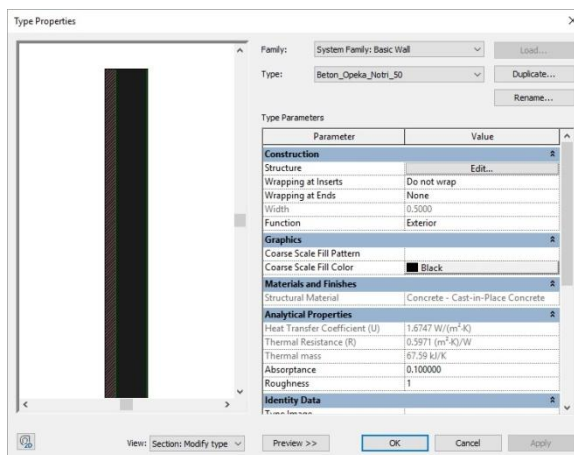 Type Properties
Family: System Family: Basic Wall Load...
Type: Beton_Opeka_Notri_50 Duplicate...
Rename...
Type Parameters
Parameter Value
Construction
Structure Edit...
Wrapping at Inserts Do not wrap
Wrapping at Ends None
Width 0.5000
Function Exterior
Graphics
Coarse Scale Fill Pattern
Coarse Scale Fill Color Black
Materials and Finishes
Structural Material Concrete - Cast-in-Place Concrete
Analytical Properties
Heat Transfer Coefficient (U) 1.6747 W/(m²·K)
Thermal Resistance (R) 0.5971 (m²·K)/W
Thermal mass 67.59 kJ/K
Absorptance 0.100000
Roughness 1
Identity Data
Type Image
View: Section: Modify type Preview >> OK Cancel Apply